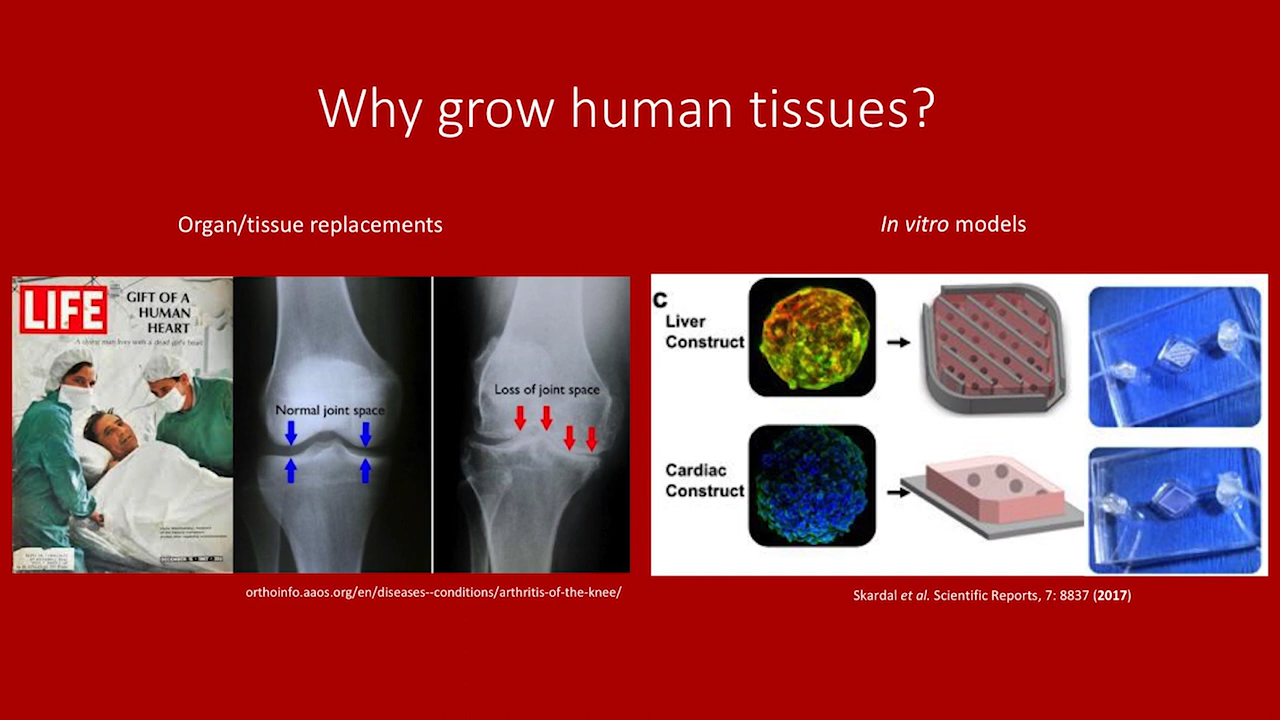 Why grow human tissues?
Organ/tissue replacements
LIFE
GIFT OF A
HUMAN
HEART
A dying man lives with a dead girl's heart
Normal joint space
Loss of joint space
orthoinfo.aaos.org/en/diseases--conditions/arthritis-of-the-knee/
In vitro models
C
Liver
Construct
Cardiac
Construct
Skardal et al. Scientific Reports, 7: 8837 (2017)